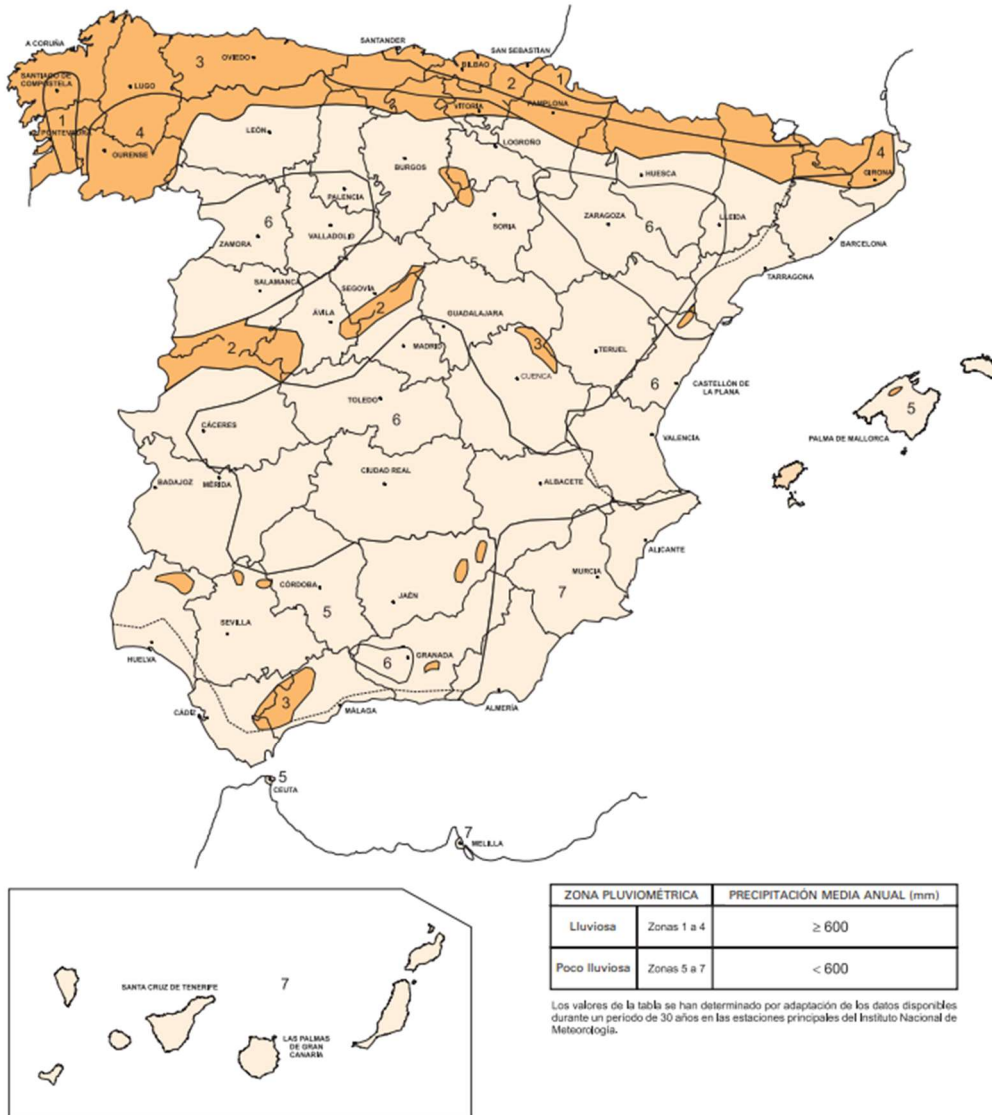 A CORUÑA
SANTANDER
SAN SEBASTIAN
3
OVIEDO
BILBAO
2
1
SANTIAGO DE
COMPOSTELA
LUGO
VITORIA
PAMPLONA
1
PONTEVEDRA
4
LEÓN
OURENSE
LOGROÑO
4
BURGOS
HUESCA
GIRONA
PALENCIA
6
ZAMORA
VALLADOLID
SORIA
ZARAGOZA
6
LLEIDA
BARCELONA
5
TARRAGONA
SALAMANCA
SEGOVIA
2
ÁVILA
GUADALAJARA
2
MADRID
3
TERUEL
CUENCA
6
CASTELLÓN
DE LA PLANA
TOLEDO
6
5
CÁCERES
VALENCIA
PALMA DE MALLORCA
CIUDAD REAL
BADAJOZ
MÉRIDA
ALBACETE
ALICANTE
MURCIA
CÓRDOBA
7
JAÉN
5
SEVILLA
HUELVA
6
GRANADA
3
CÁDIZ
MÁLAGA
ALMERÍA
5
CEUTA
7
MELILLA
SANTA CRUZ DE TENERIFE
7
LAS PALMAS
DE GRAN
CANARIA
ZONA PLUVIOMÉTRICA PRECIPITACIÓN MEDIA ANUAL (mm)
Lluviosa Zonas 1 a 4 ≥ 600
Poco lluviosa Zonas 5 a 7 < 600
Los valores de la tabla se han determinado por adaptación de los datos disponibles
durante un período de 30 años en las estaciones principales del Instituto Nacional de
Meteorología.